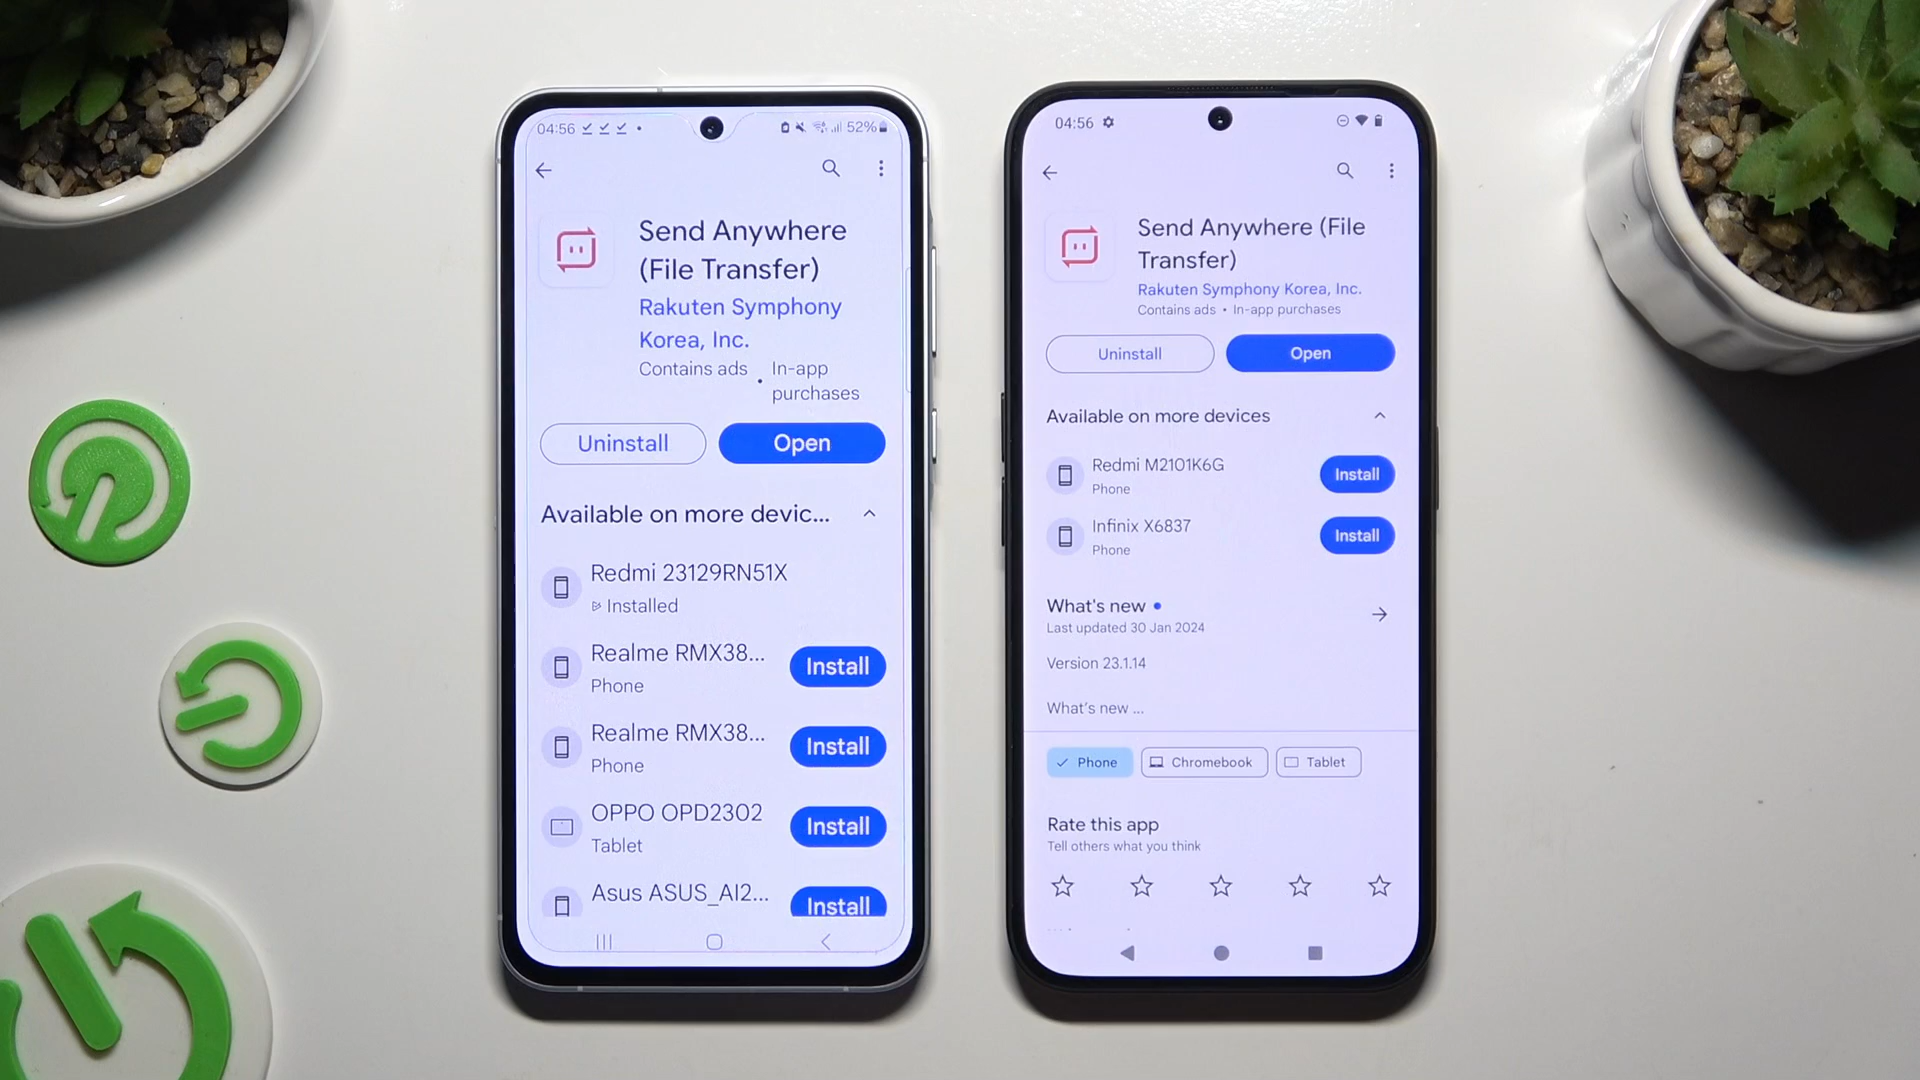 04:56
52%
Send Anywhere
(File Transfer)
Rakuten Symphony
Korea, Inc.
Contains ads • In-app
purchases
Uninstall
Open
Available on more devic...
Redmi 23129RN51X
Installed
Realme RMX38...
Phone
Install
Realme RMX38...
Phone
Install
OPPO OPD2302
Tablet
Install
Asus ASUS_AI2...
Install
04:56
Send Anywhere (File
Transfer)
Rakuten Symphony Korea, Inc.
Contains ads • In-app purchases
Uninstall
Open
Available on more devices
Redmi M2101K6G
Phone
Install
Infinix X6837
Phone
Install
What's new •
Last updated 30 Jan 2024
Version 23.1.14
What's new ...
Phone
Chromebook
Tablet
Rate this app
Tell others what you think